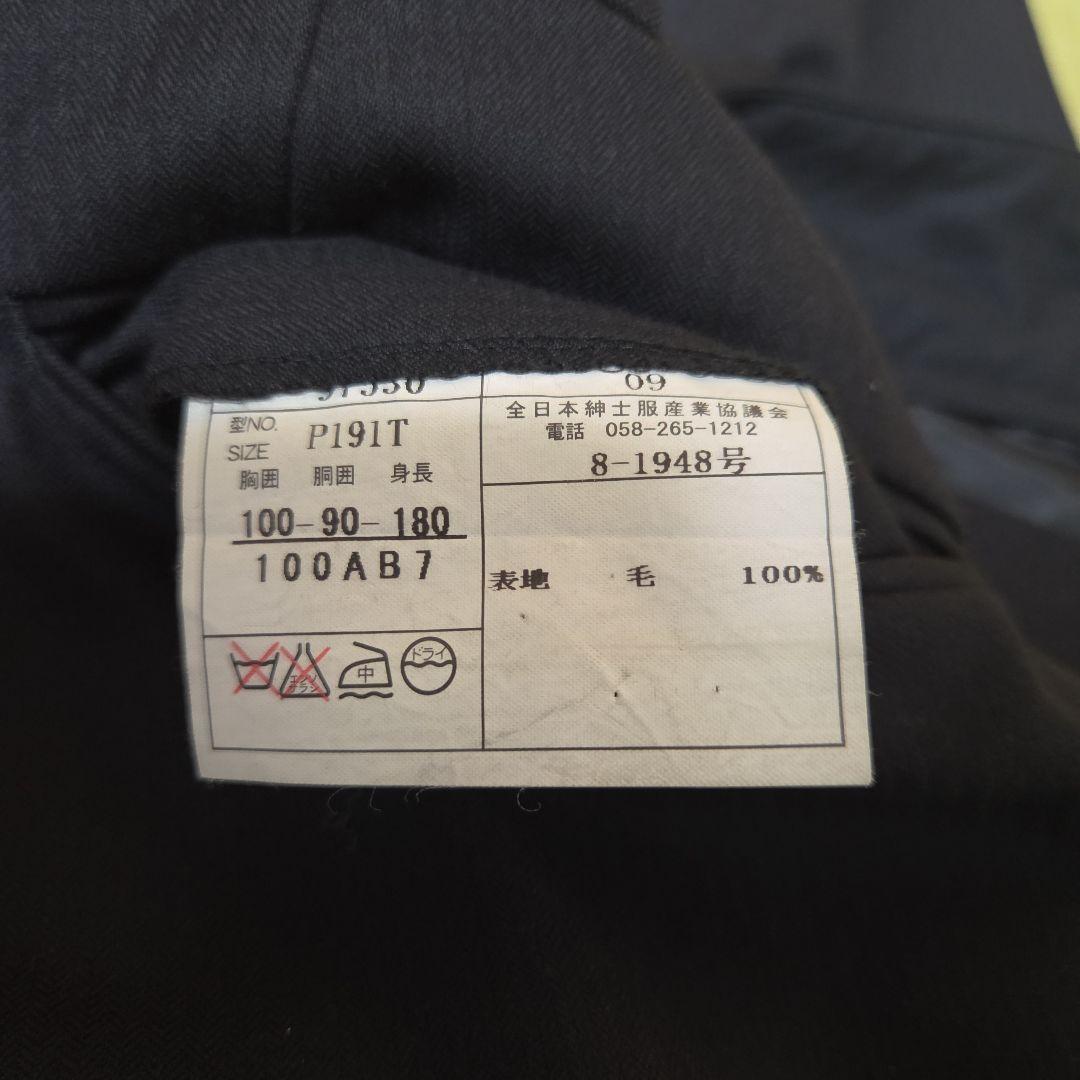 09
型NO. P191T
SIZE
胸囲 胴囲 身長
100-90-180
100AB7
中
ドライ
全日本紳士服産業協議会
電話 058-265-1212
8-1948号
表地 毛 100%